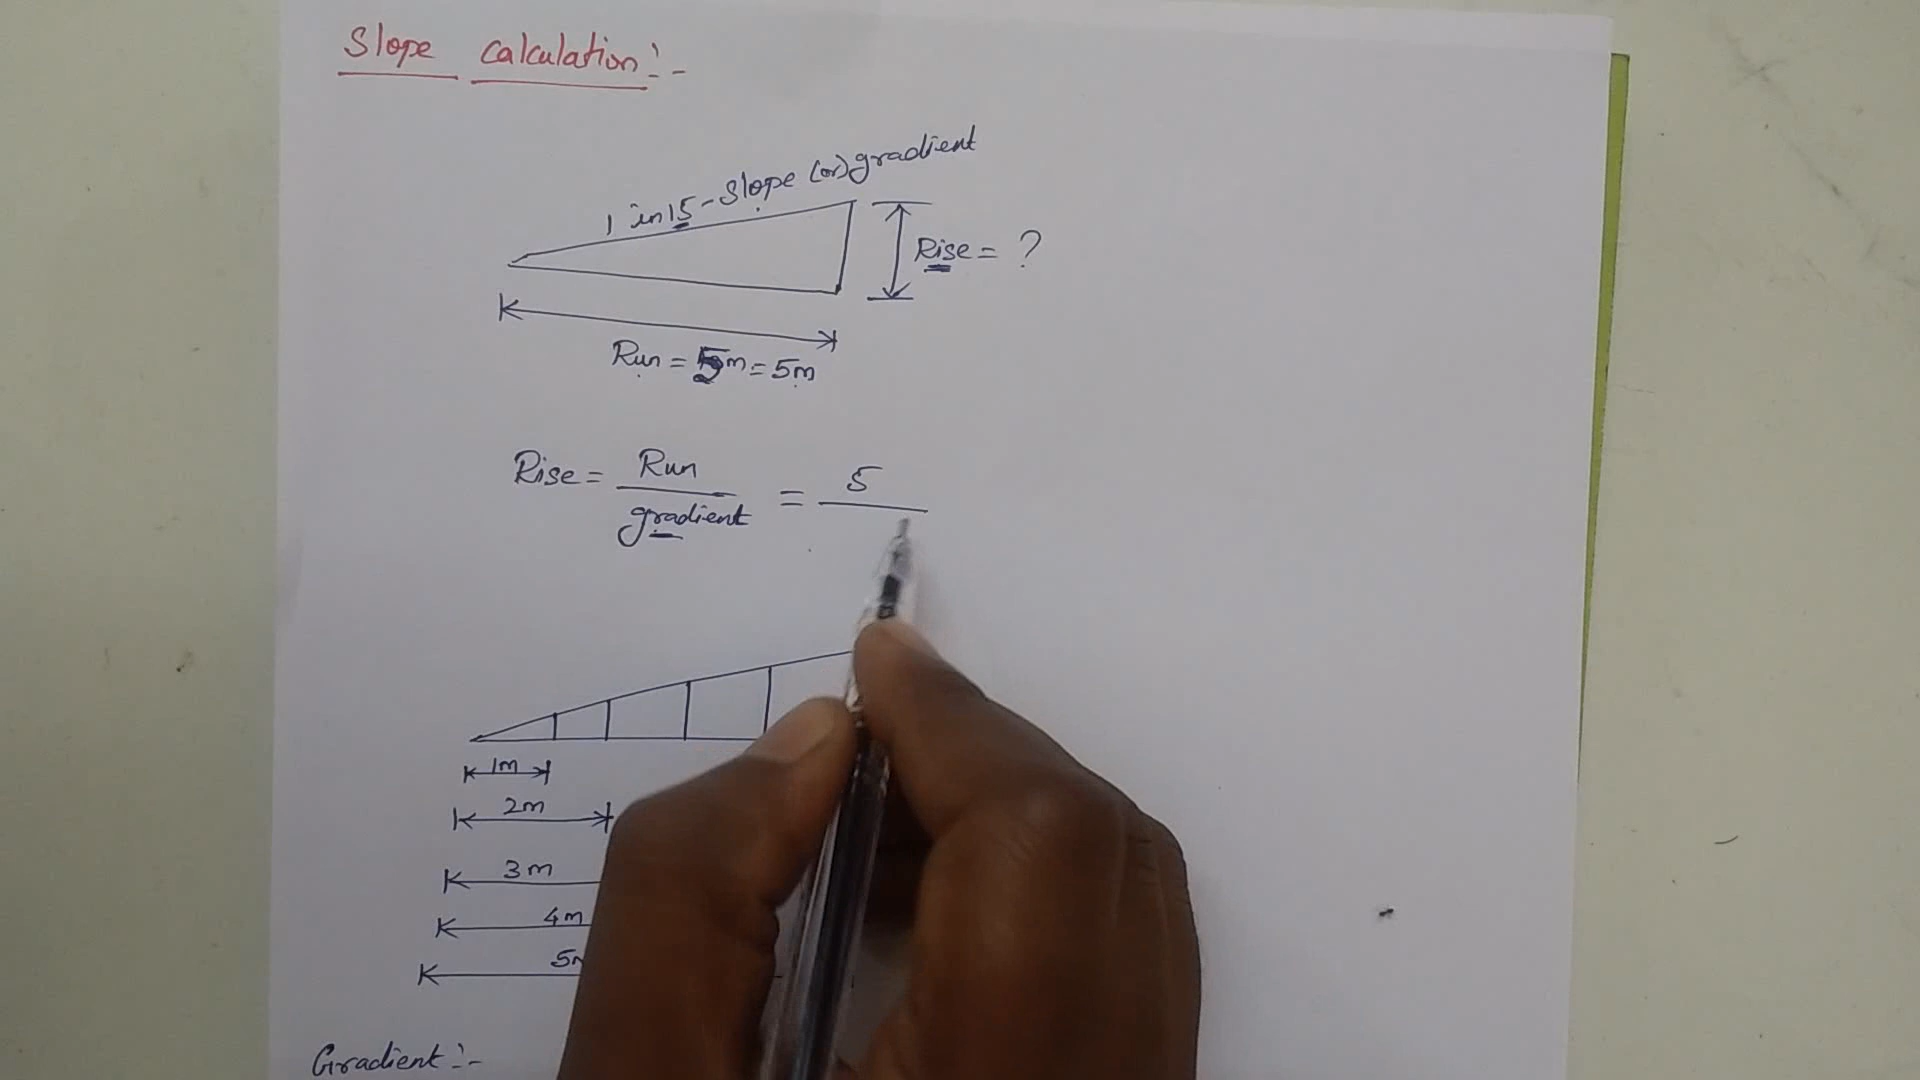 Slope calculation:-
1 in 15 - Slope (or) gradient
Rise = ?
Run = 5m = 5m
Rise = Run / gradient = 5
1m
2m
3m
4m
5m
Gradient:-